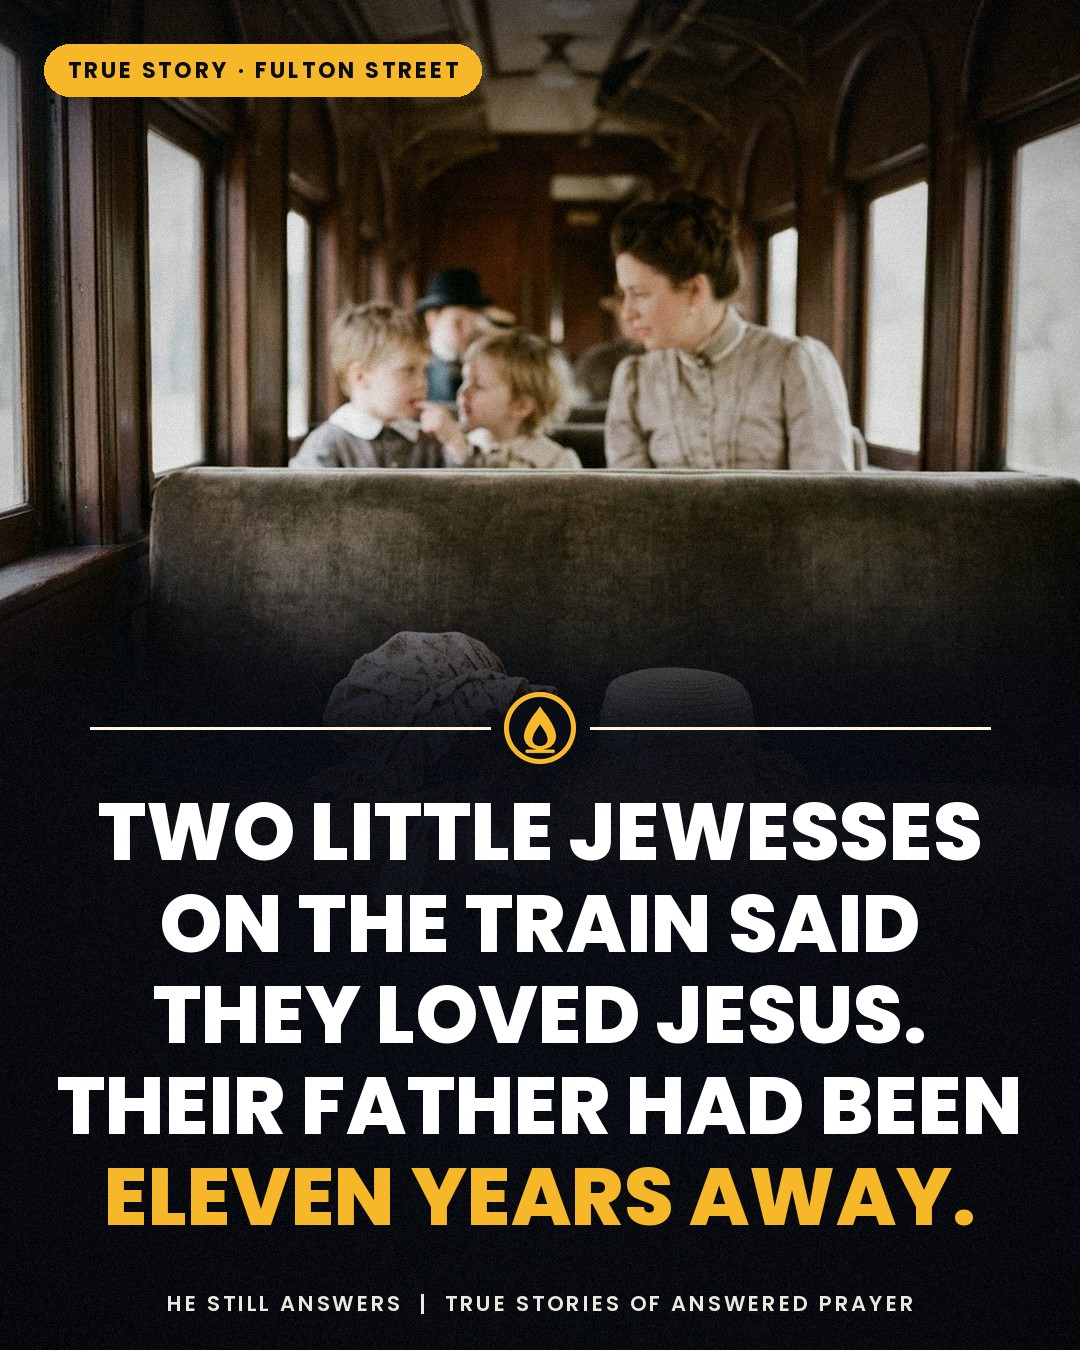 TRUE STORY · FULTON STREET
TWO LITTLE JEWESSES
ON THE TRAIN SAID
THEY LOVED JESUS.
THEIR FATHER HAD BEEN
ELEVEN YEARS AWAY.
HE STILL ANSWERS | TRUE STORIES OF ANSWERED PRAYER